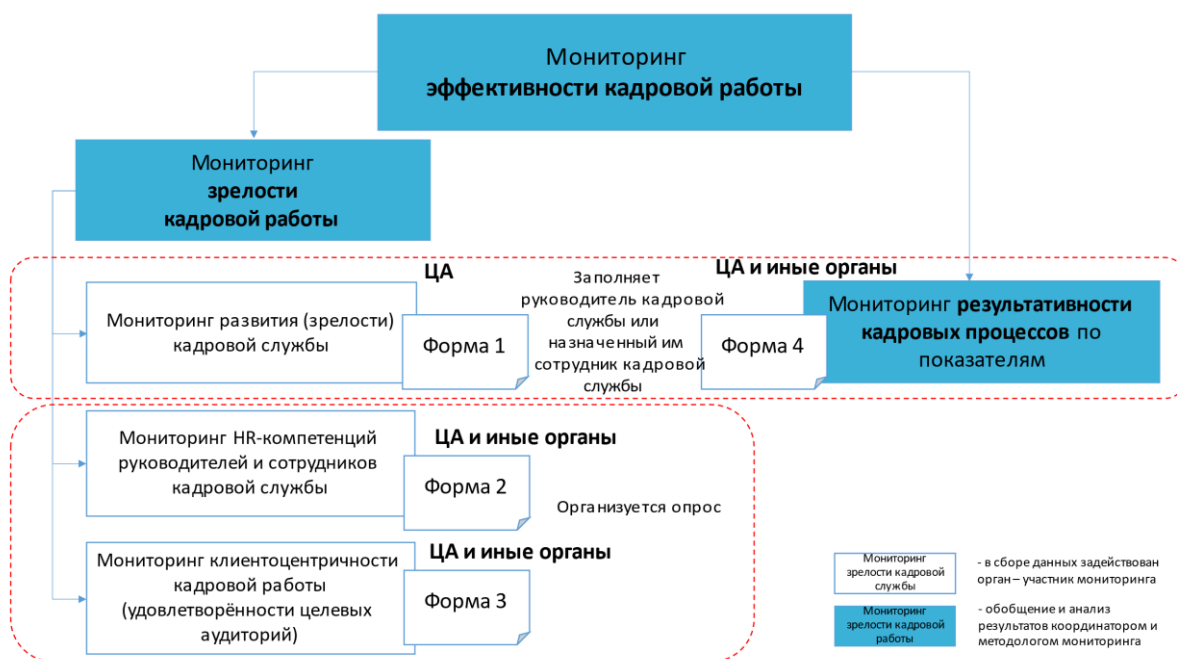 Мониторинг
эффективности кадровой работы
Мониторинг
зрелости
кадровой работы
ЦА
Мониторинг развития (зрелости)
кадровой службы
Форма 1
Заполняет
руководитель кадровой
службы или
назначенный им
сотрудник кадровой
службы
ЦА и иные органы
Форма 4
Мониторинг результативности
кадровых процессов по
показателям
Мониторинг HR-компетенций
руководителей и сотрудников
кадровой службы
ЦА и иные органы
Форма 2
Организуется опрос
Мониторинг клиентоцентричности
кадровой работы
(удовлетворённости целевых
аудиторий)
ЦА и иные органы
Форма 3
Мониторинг
зрелости кадровой
службы
- в сборе данных задействован
орган – участник мониторинга
Мониторинг
зрелости кадровой
работы
- обобщение и анализ
результатов координатором и
методологом мониторинга